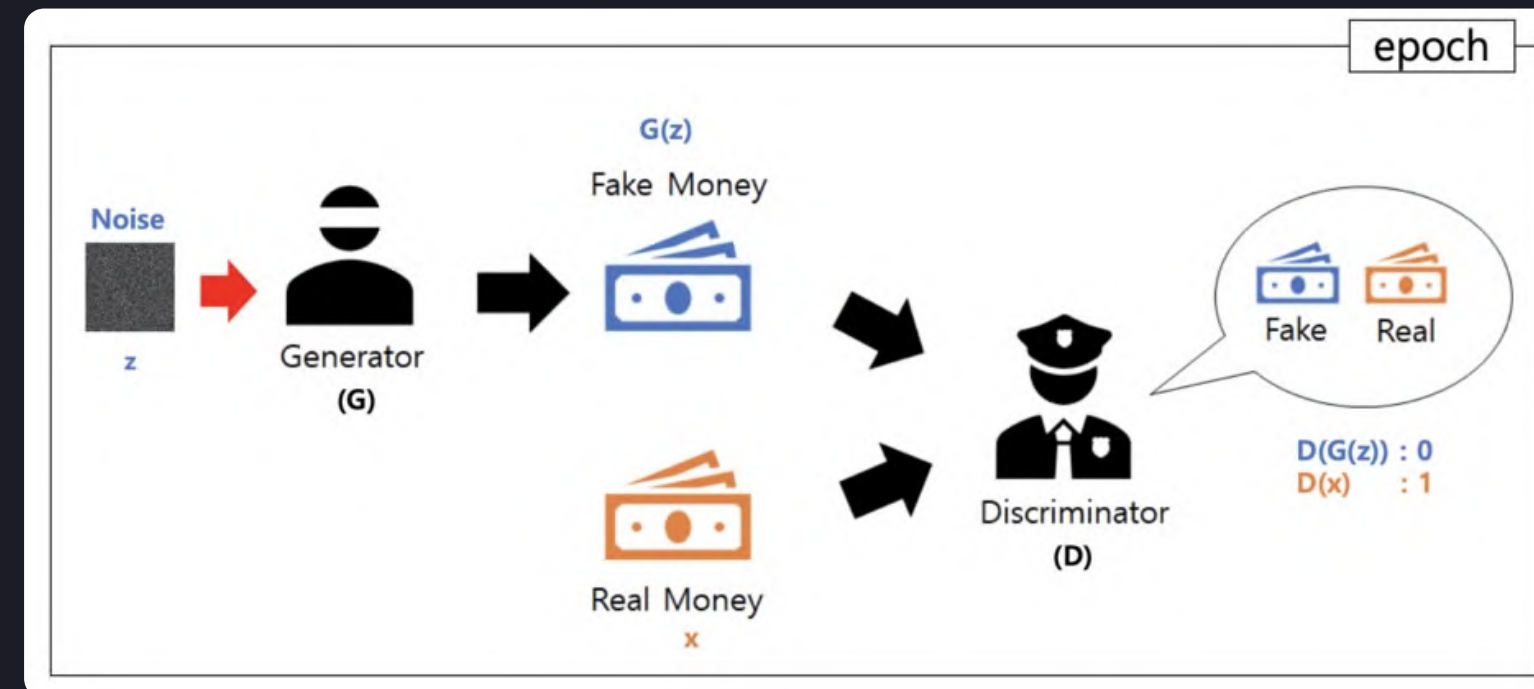 epoch
G(z)
Fake Money
Noise
z
Generator
(G)
Fake Real
D(G(z)) : 0
D(x) : 1
Discriminator
(D)
Real Money
x